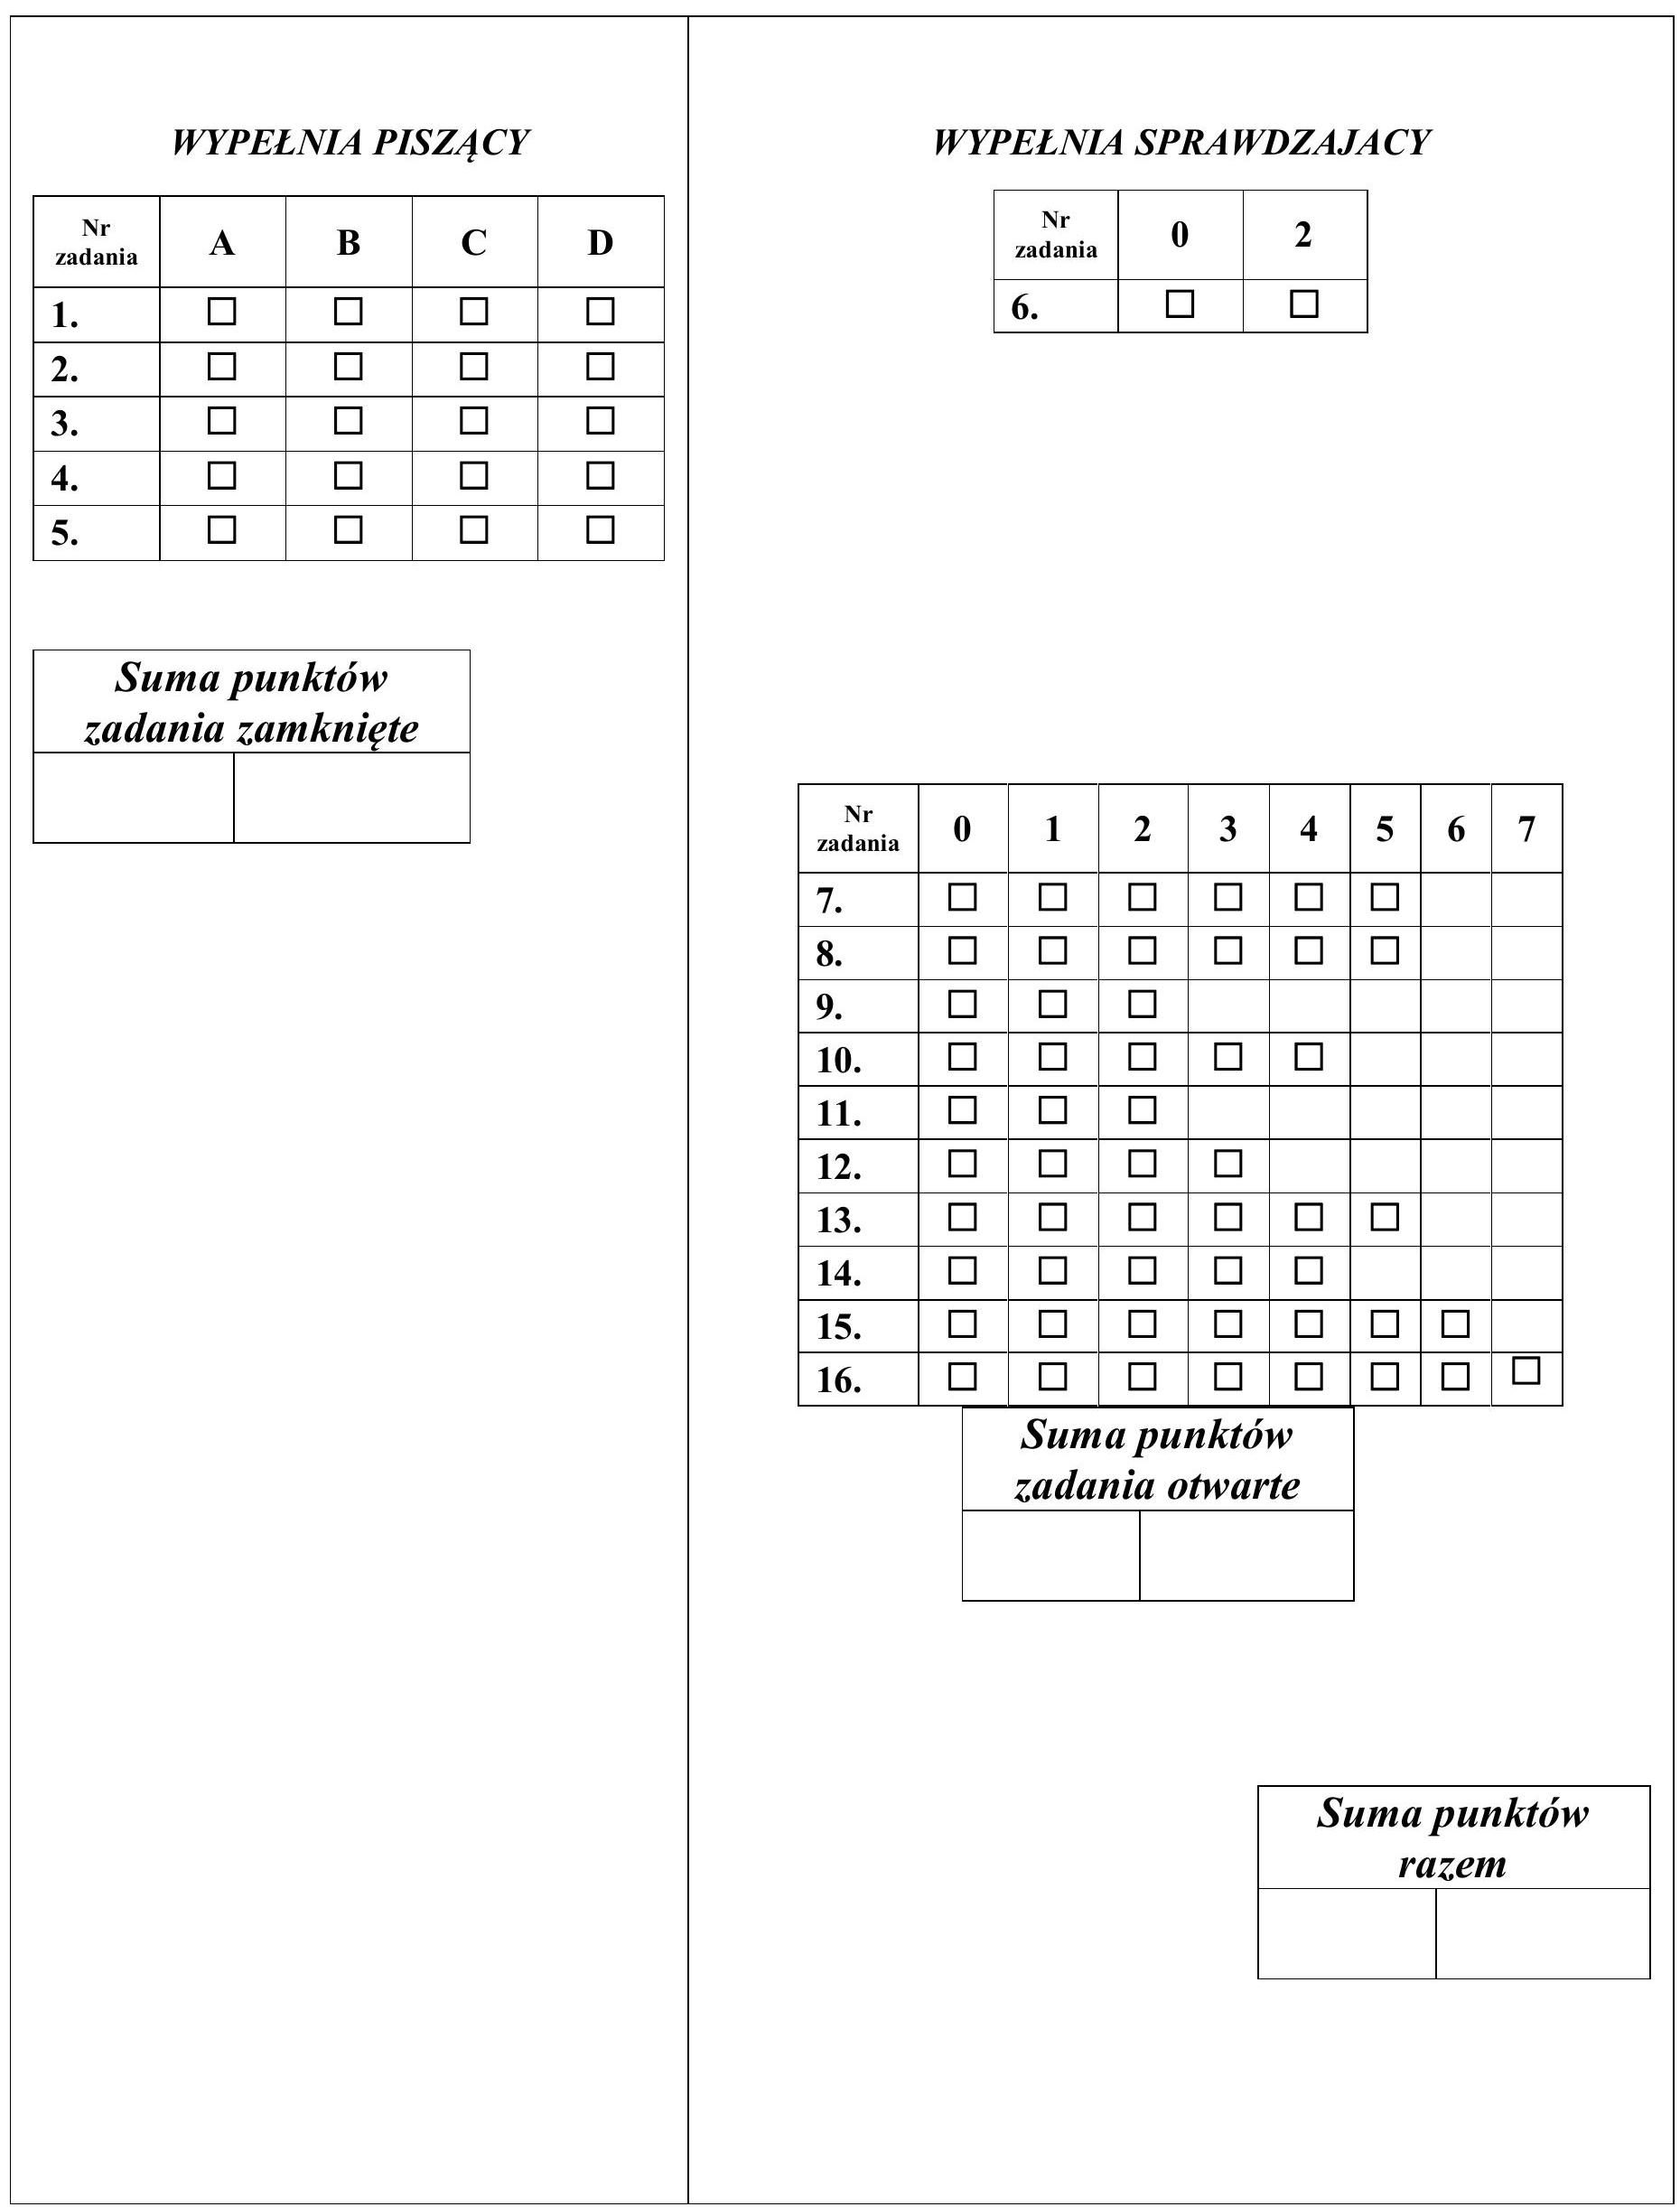 WYPEŁNIA PISZĄCY
Nr zadania A B C D
1. □ □ □ □
2. □ □ □ □
3. □ □ □ □
4. □ □ □ □
5. □ □ □ □
Suma punktów
zadania zamknięte
WYPEŁNIA SPRAWDZAJACY
Nr zadania 0 2
6. □ □
Nr zadania 0 1 2 3 4 5 6 7
7. □ □ □ □ □ □
8. □ □ □ □ □ □
9. □ □ □
10. □ □ □ □ □
11. □ □ □
12. □ □ □ □
13. □ □ □ □ □ □
14. □ □ □ □ □
15. □ □ □ □ □ □ □
16. □ □ □ □ □ □ □ □
Suma punktów
zadania otwarte
Suma punktów
razem